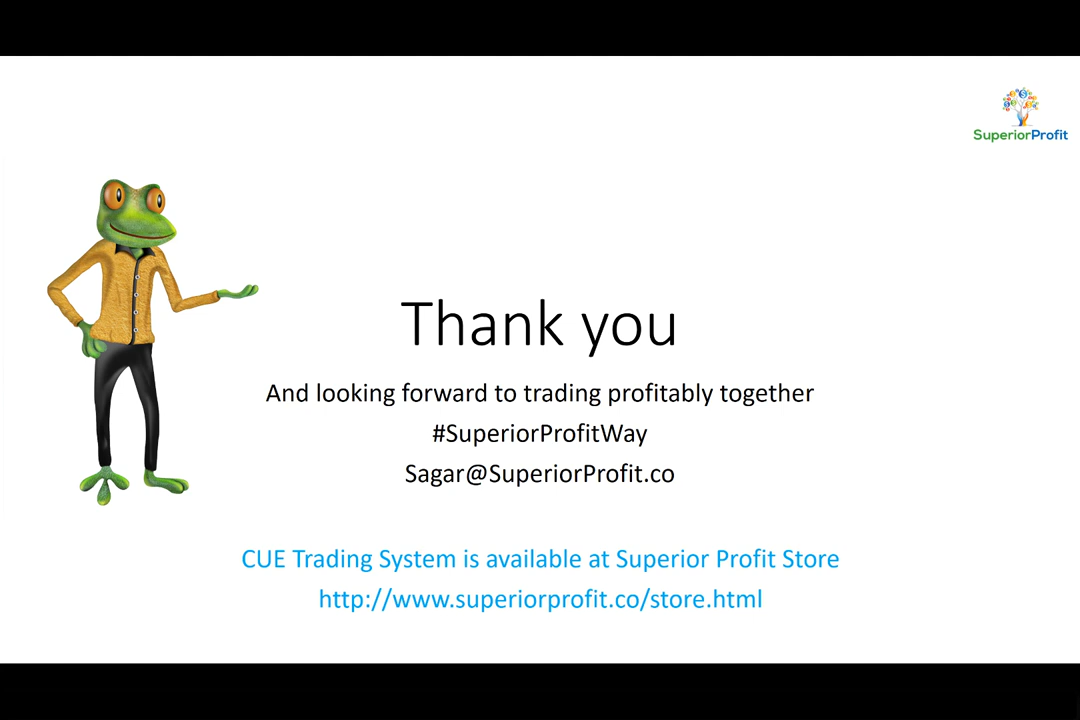 SuperiorProfit
Thank you
And looking forward to trading profitably together
#SuperiorProfitWay
Sagar@SuperiorProfit.co
CUE Trading System is available at Superior Profit Store
http://www.superiorprofit.co/store.html